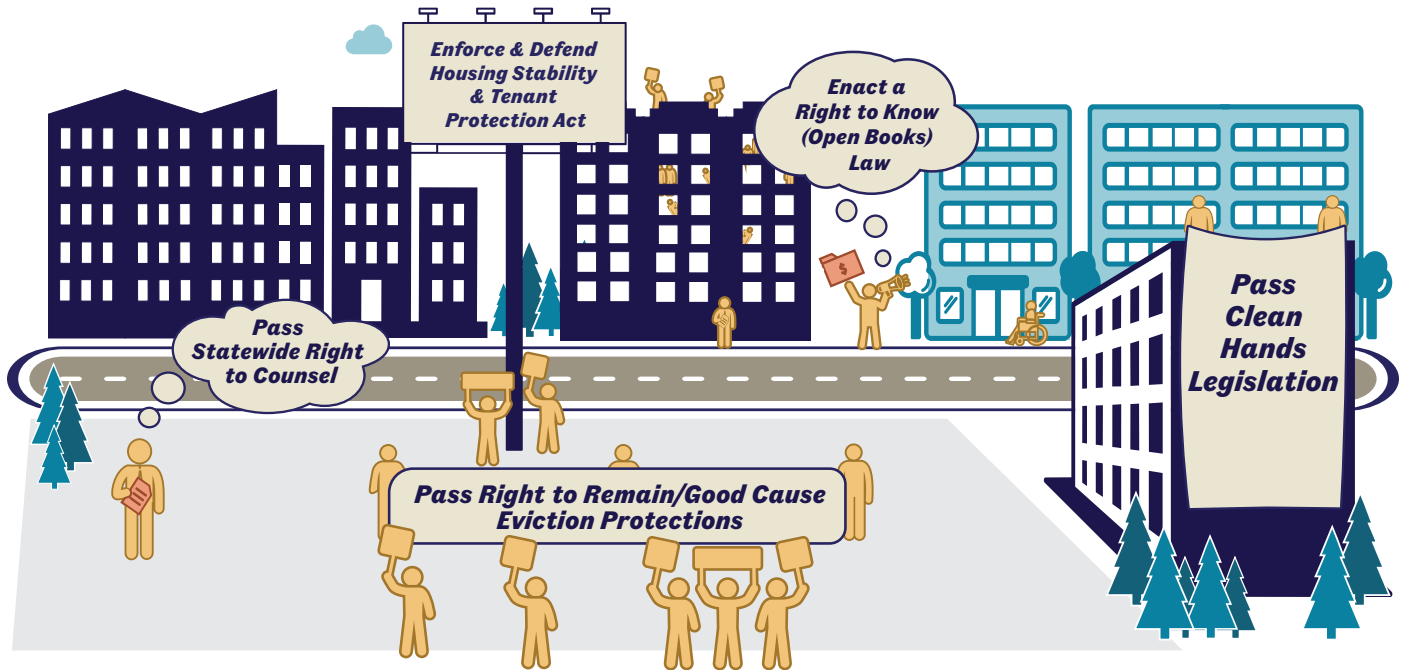 Enforce & Defend
Housing Stability
& Tenant
Protection Act
Enact a
Right to Know
(Open Books)
Law
$
Pass
Clean
Hands
Legislation
Pass
Statewide Right
to Counsel
Pass Right to Remain/Good Cause
Eviction Protections